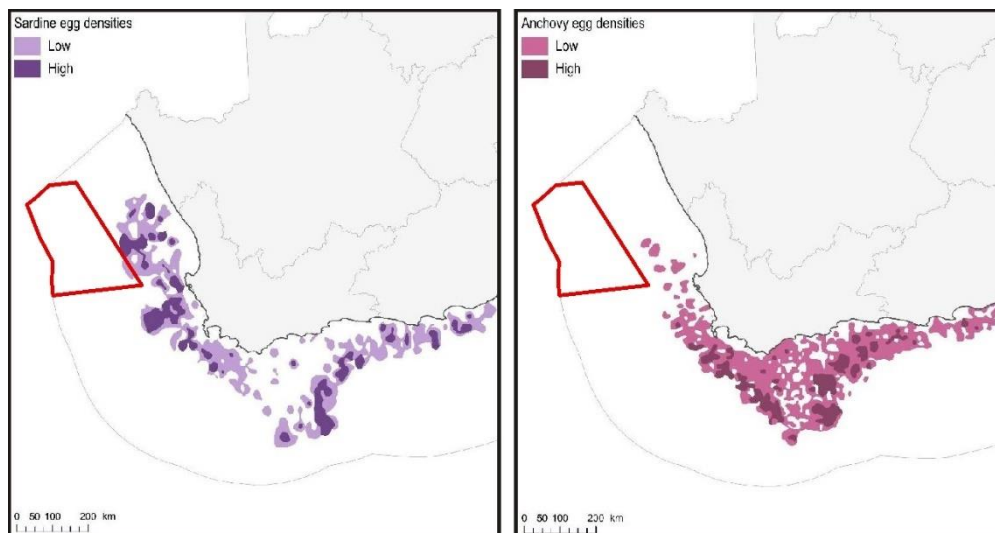 Sardine egg densities
Low
High
0 50 100 200 km
Anchovy egg densities
Low
High
0 50 100 200 km